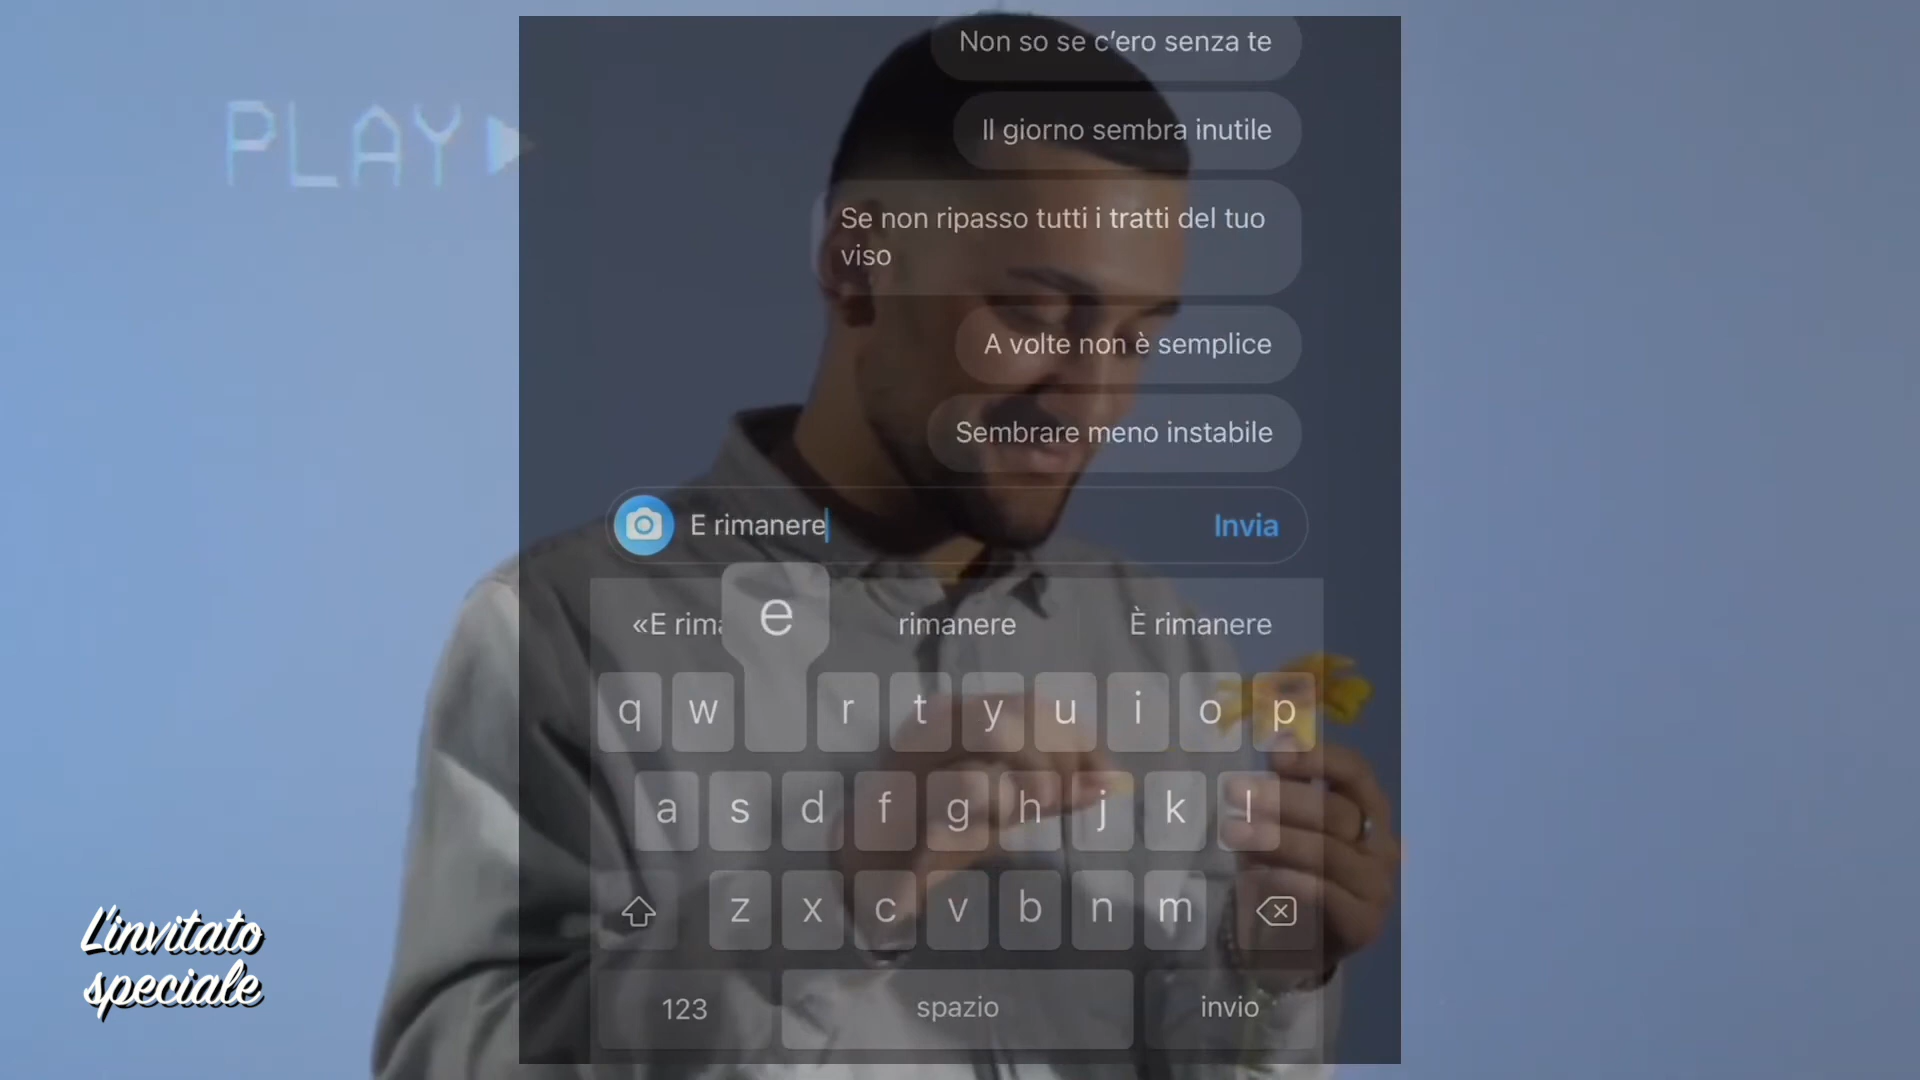 PLAY
Non so se c’ero senza te
Il giorno sembra inutile
Se non ripasso tutti i tratti del tuo
viso
A volte non è semplice
Sembrare meno instabile
E rimanere
Invia
«E rima
e
rimanere
È rimanere
q w r t y u i o p
a s d f g h j k l
z x c v b n m
123
spazio
invio
L'invitato
speciale